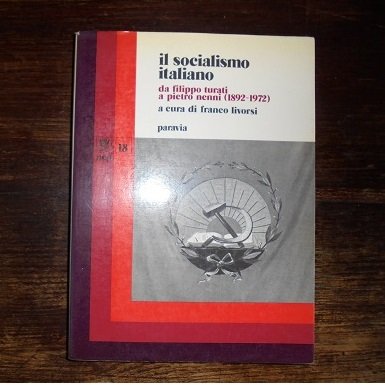 il socialismo
italiano
da filippo turati
a pietro nenni (1892-1972)
a cura di franco livorsi
paravia
18